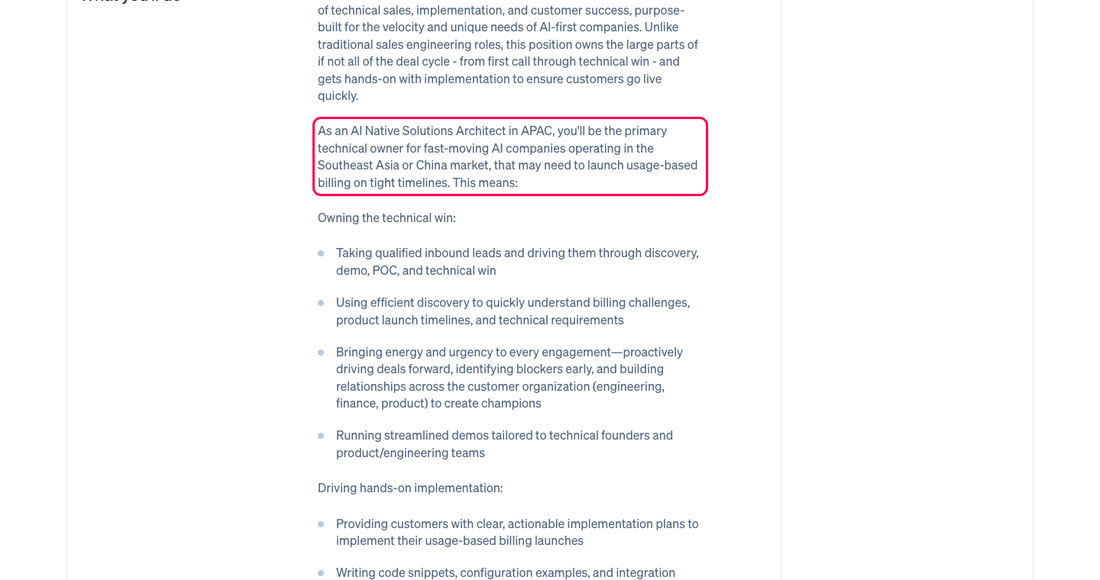 of technical sales, implementation, and customer success, purpose-
built for the velocity and unique needs of AI-first companies. Unlike
traditional sales engineering roles, this position owns the large parts of
if not all of the deal cycle - from first call through technical win - and
gets hands-on with implementation to ensure customers go live
quickly.
As an AI Native Solutions Architect in APAC, you'll be the primary
technical owner for fast-moving AI companies operating in the
Southeast Asia or China market, that may need to launch usage-based
billing on tight timelines. This means:
Owning the technical win:
Taking qualified inbound leads and driving them through discovery,
demo, POC, and technical win
Using efficient discovery to quickly understand billing challenges,
product launch timelines, and technical requirements
Bringing energy and urgency to every engagement—proactively
driving deals forward, identifying blockers early, and building
relationships across the customer organization (engineering,
finance, product) to create champions
Running streamlined demos tailored to technical founders and
product/engineering teams
Driving hands-on implementation:
Providing customers with clear, actionable implementation plans to
implement their usage-based billing launches
Writing code snippets, configuration examples, and integration